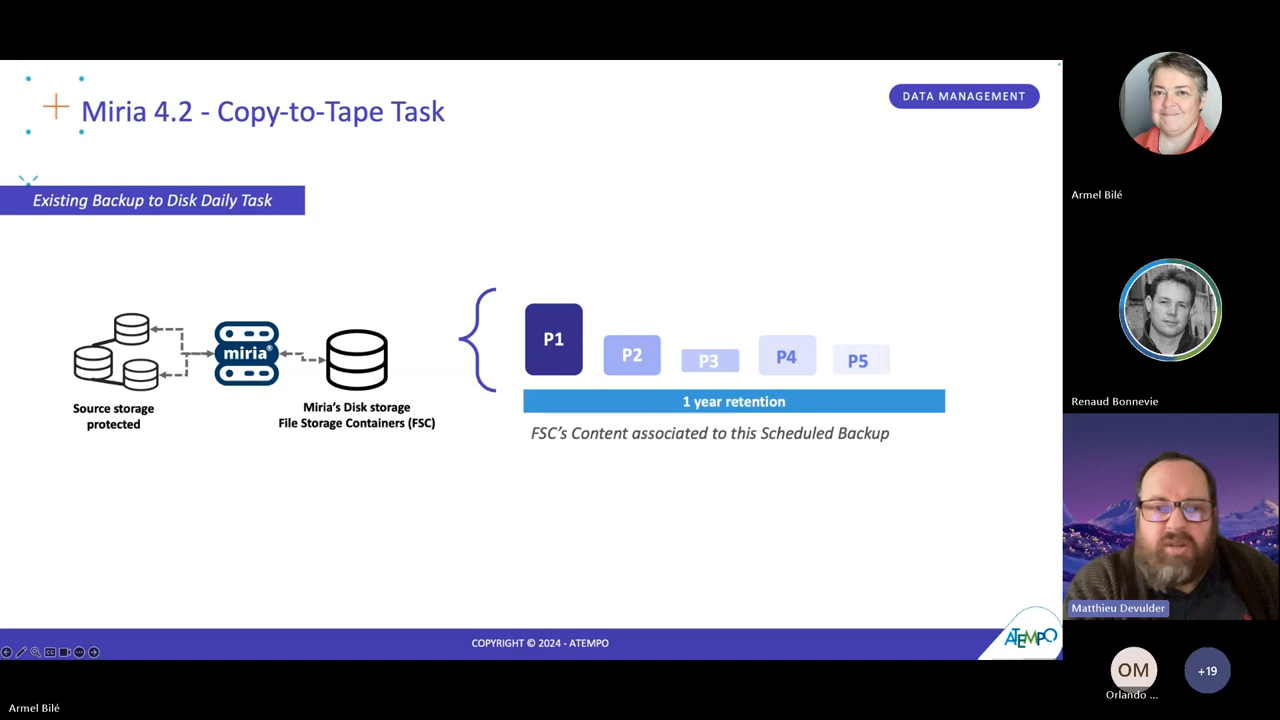 Miria 4.2 - Copy-to-Tape Task
DATA MANAGEMENT
Existing Backup to Disk Daily Task
miria®
Source storage
protected
Miria's Disk storage
File Storage Containers (FSC)
P1
P2
P3
P4
P5
1 year retention
FSC's Content associated to this Scheduled Backup
COPYRIGHT © 2024 - ATEMPO
ATEMPO
Armel Bilé
Renaud Bonnevie
Matthieu Devulder
OM
Orlando ...
+19
Armel Bilé